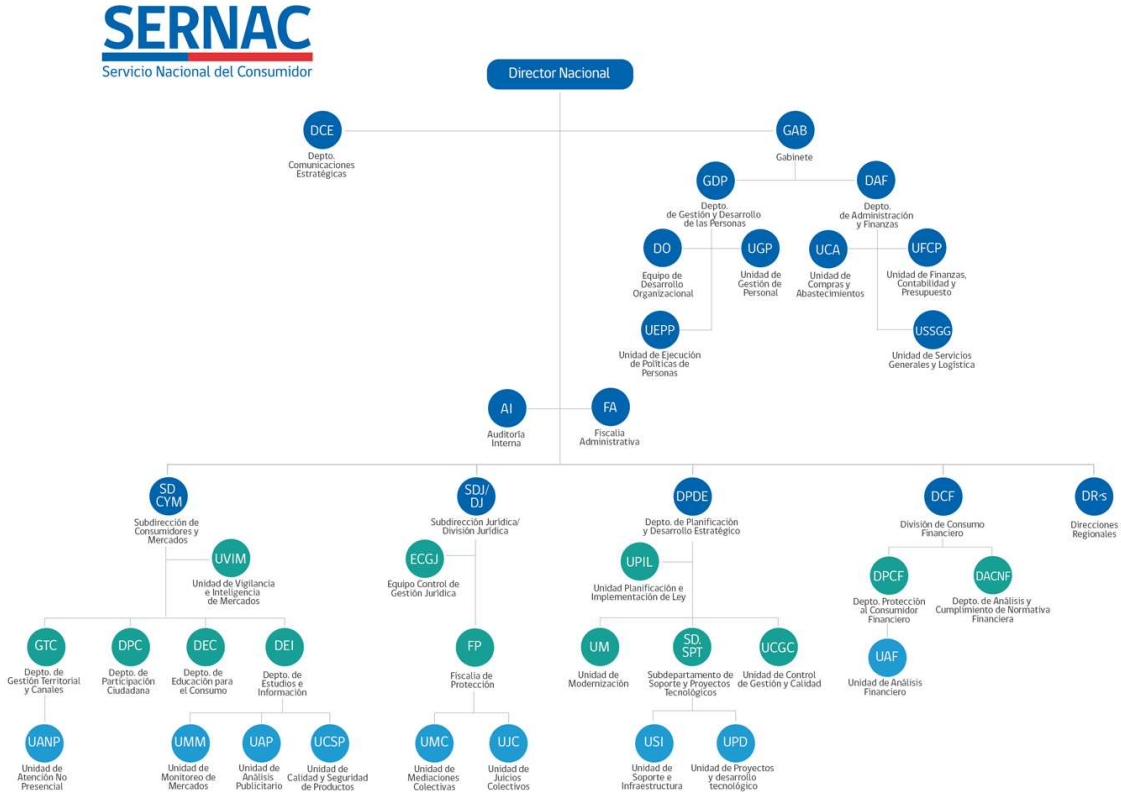 SERNAC
Servicio Nacional del Consumidor
Director Nacional
DCE
Depto.
Comunicaciones
Estratégicas
GAB
Gabinete
GDP
Depto.
de Gestión y Desarrollo
de las Personas
DAF
Depto.
de Administración
y Finanzas
DO
Equipo de
Desarrollo
Organizacional
UGP
Unidad de
Gestión de
Personal
UCA
Unidad de
Compras y
Abastecimientos
UFCP
Unidad de Finanzas,
Contabilidad y
Presupuesto
UEPP
Unidad de Ejecución
de Políticas de
Personas
USSGG
Unidad de Servicios
Generales y Logística
AI
Auditoría
Interna
FA
Fiscalia
Administrativa
SD
CYM
Subdirección de
Consumidores y
Mercados
SDJ/
DJ
Subdirección Jurídica/
División Jurídica
DPDE
Depto. de Planificación
y Desarrollo Estratégico
DCF
División de Consumo
Financiero
DR's
Direcciones
Regionales
UVIM
Unidad de Vigilancia
e Inteligencia
de Mercados
ECGJ
Equipo Control de
Gestión Jurídica
UPIL
Unidad Planificación e
Implementación de Ley
DPCF
Depto. Protección
al Consumidor
Financiero
DACNF
Depto. de Análisis y
Cumplimiento de Normativa
Financiera
GTC
Depto. de
Gestión Territorial
y Canales
DPC
Depto. de
Participación
Ciudadana
DEC
Depto. de
Educación para
el Consumo
DEI
Depto. de
Estudios e
Información
FP
Fiscalia de
Protección
UM
Unidad de
Modernización
SD.
SPT
Subdepartamento de
Soporte y Proyectos
Tecnológicos
UCGC
Unidad de Control
de Gestión y Calidad
UAF
Unidad de Análisis
Financiero
UANP
Unidad de
Atención No
Presencial
UMM
Unidad de
Monitoreo de
Mercados
UAP
Unidad de
Análisis
Publicitario
UCSP
Unidad de
Calidad y Seguridad
de Productos
UMC
Unidad de
Mediaciones
Colectivas
UJC
Unidad de
Juicios
Colectivos
USI
Unidad de
Soporte e
Infraestructura
UPD
Unidad de Proyectos
y desarrollo
tecnológico